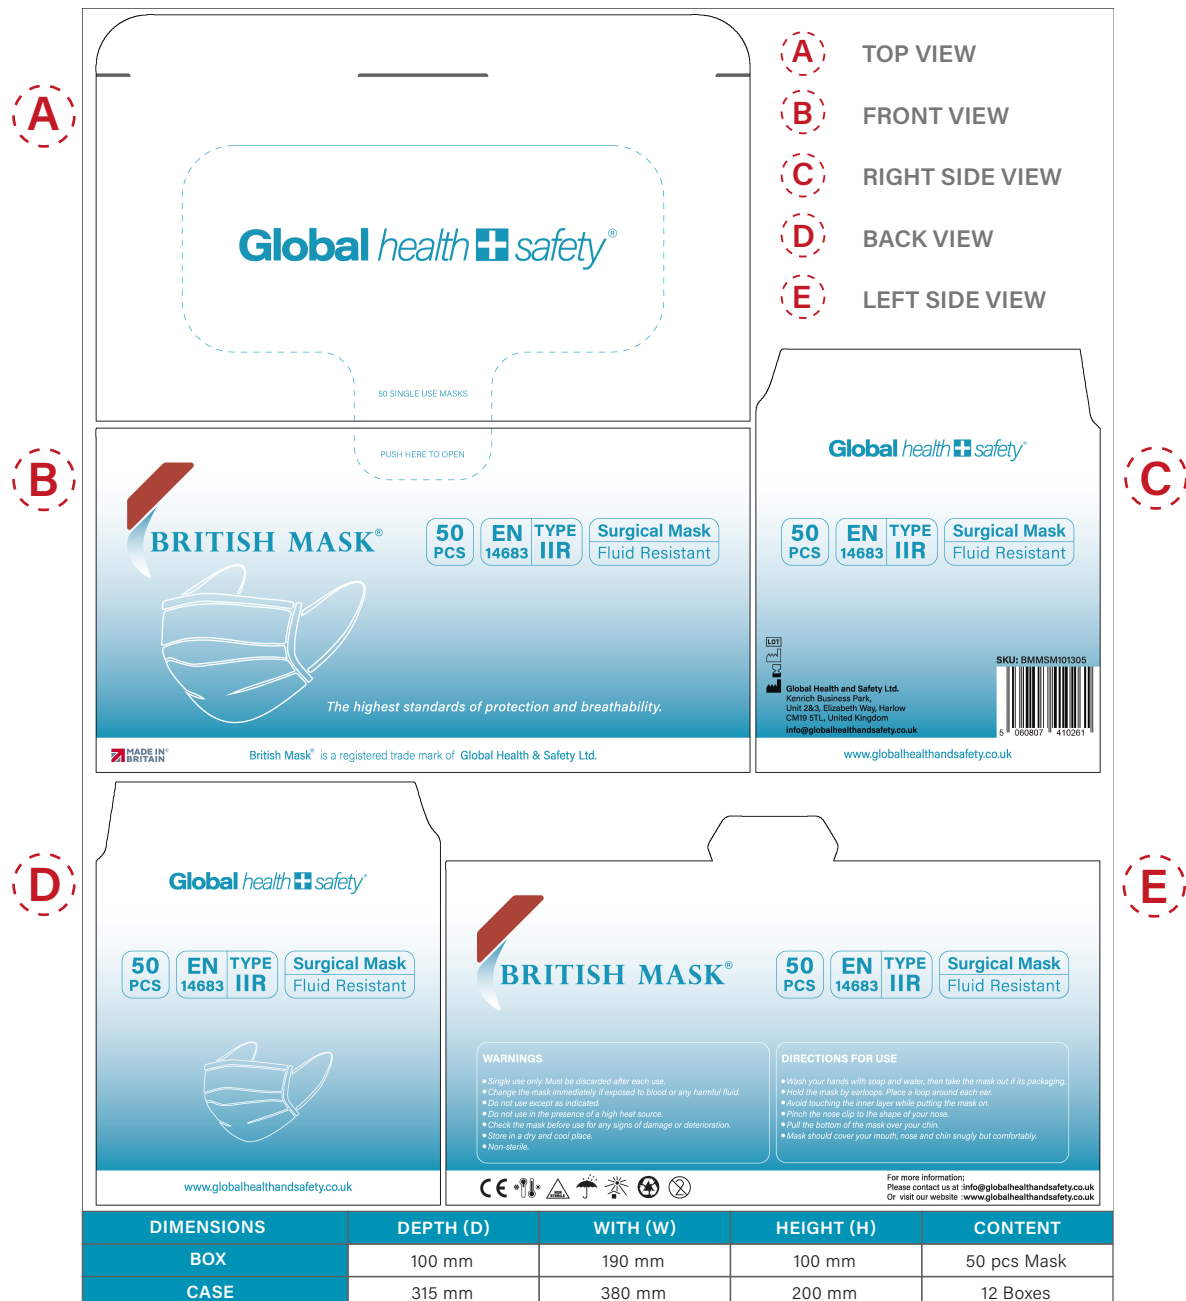 A
TOP VIEW
B
FRONT VIEW
C
RIGHT SIDE VIEW
D
BACK VIEW
E
LEFT SIDE VIEW
A
Global health safety®
50 SINGLE USE MASKS
B
PUSH HERE TO OPEN
BRITISH MASK®
50 PCS
EN 14683
TYPE IIR
Surgical Mask
Fluid Resistant
The highest standards of protection and breathability.
MADE IN®
BRITAIN
British Mask® is a registered trade mark of Global Health & Safety Ltd.
C
Global health safety®
50 PCS
EN 14683
TYPE IIR
Surgical Mask
Fluid Resistant
LOT
SKU: BMMSM101305
Global Health and Safety Ltd.
Kenrich Business Park,
Unit 2&3, Elizabeth Way, Harlow
CM19 5TL, United Kingdom
info@globalhealthandsafety.co.uk
5 060807 410261
www.globalhealthandsafety.co.uk
D
Global health safety®
50 PCS
EN 14683
TYPE IIR
Surgical Mask
Fluid Resistant
www.globalhealthandsafety.co.uk
E
BRITISH MASK®
50 PCS
EN 14683
TYPE IIR
Surgical Mask
Fluid Resistant
WARNINGS
• Single use only. Must be discarded after each use.
• Change the mask immediately if exposed to blood or any harmful fluid.
• Do not use except as indicated.
• Do not use in the presence of a high heat source.
• Check the mask before use for any signs of damage or deterioration.
• Store in a dry and cool place.
• Non-sterile.
DIRECTIONS FOR USE
• Wash your hands with soap and water, then take the mask out if its packaging.
• Hold the mask by earloops. Place a loop around each ear.
• Avoid touching the inner layer while putting the mask on.
• Pinch the nose clip to the shape of your nose.
• Pull the bottom of the mask over your chin.
• Mask should cover your mouth, nose and chin snugly but comfortably.
CE
NON STERILE
2
For more information;
Please contact us at :info@globalhealthandsafety.co.uk
Or visit our website :www.globalhealthandsafety.co.uk
DIMENSIONS DEPTH (D) WITH (W) HEIGHT (H) CONTENT
BOX 100 mm 190 mm 100 mm 50 pcs Mask
CASE 315 mm 380 mm 200 mm 12 Boxes